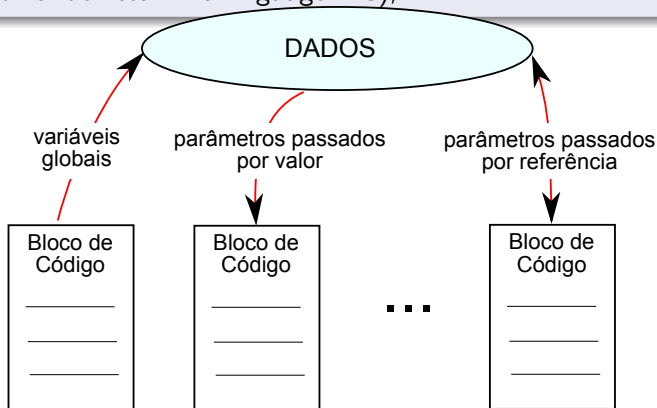 DADOS
variáveis
globais
parâmetros passados
por valor
parâmetros passados
por referência
Bloco de
Código
Bloco de
Código
...
Bloco de
Código